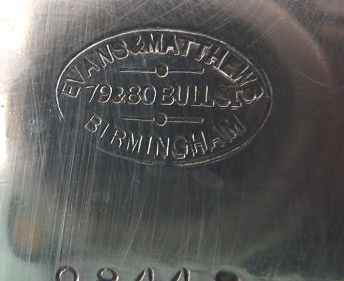 EVANS & MATTHEWS
79&80 BULL ST.
BIRMINGHAM